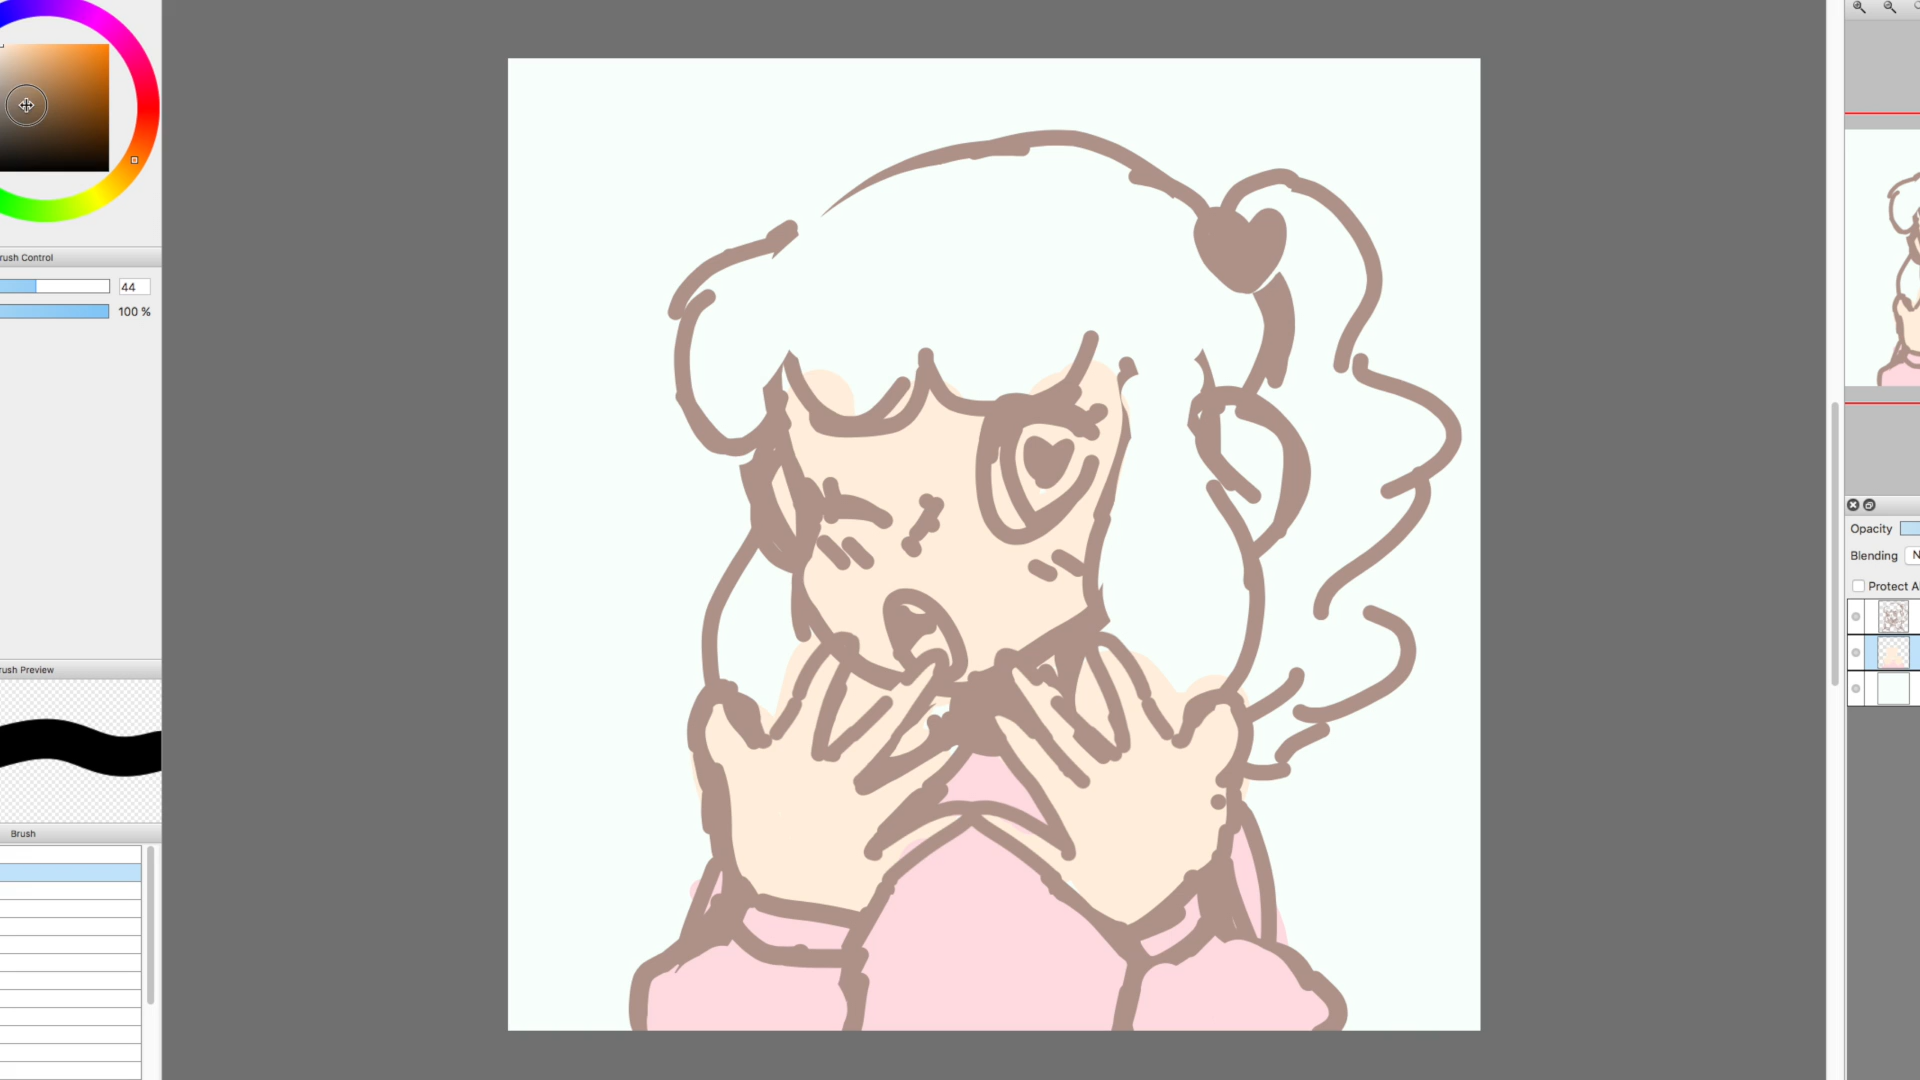 rush Control
44
100 %
rush Preview
Brush
Opacity
Blending N
Protect A